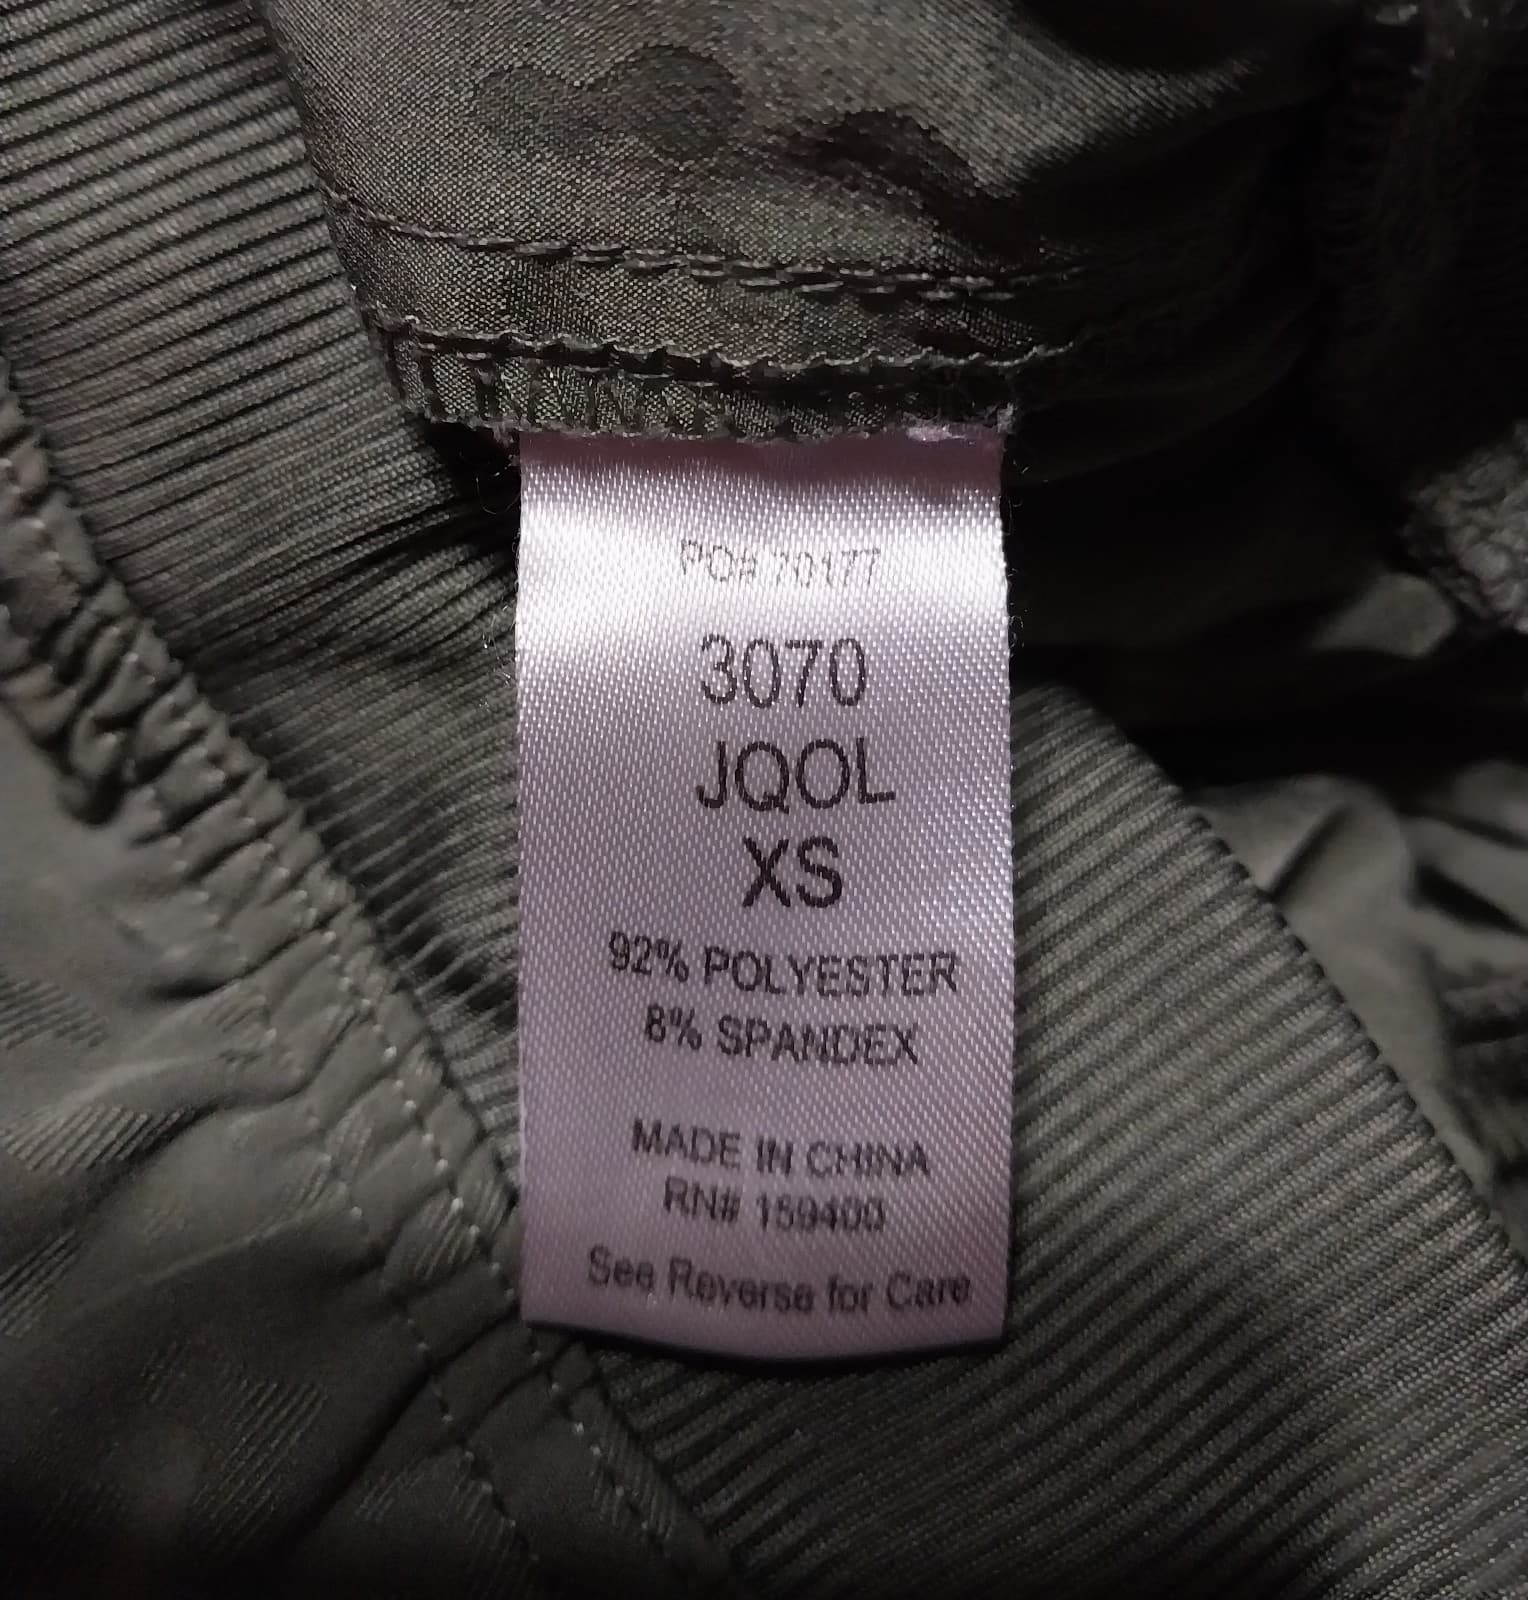 PO# 70177
3070
JQOL
XS
92% POLYESTER
8% SPANDEX
MADE IN CHINA
RN# 159400
See Reverse for Care